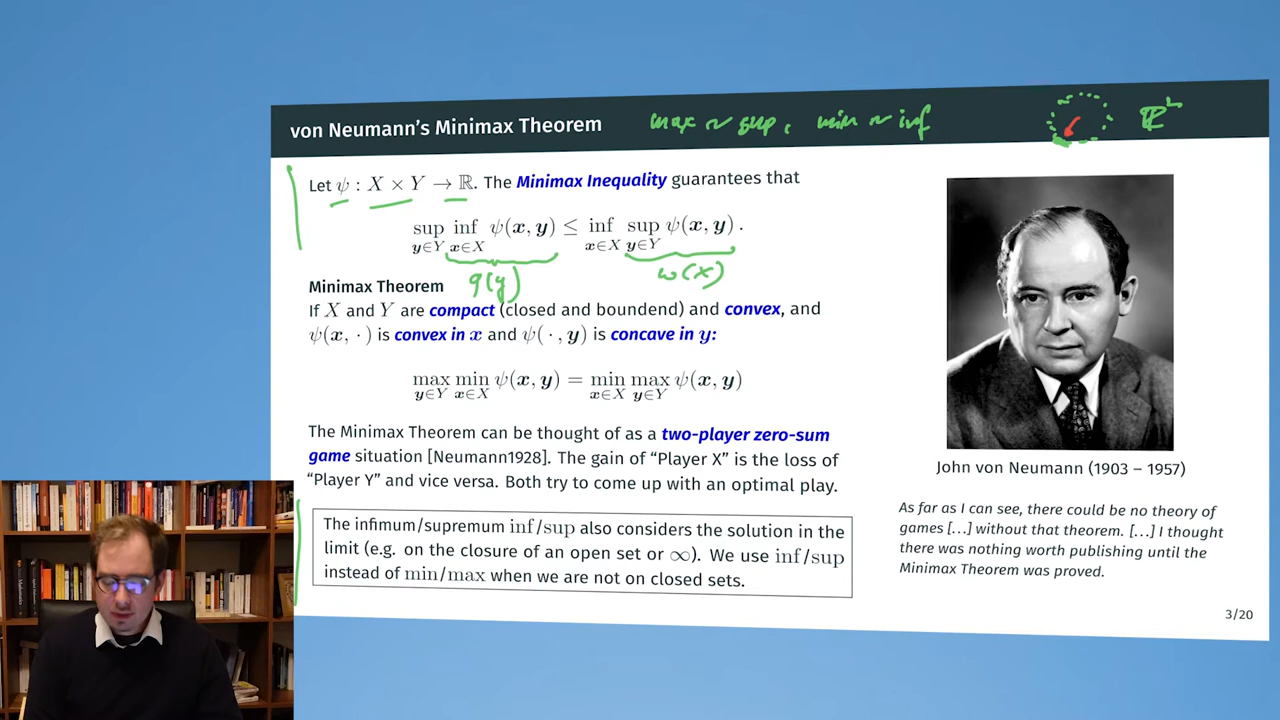 von Neumann's Minimax Theorem
max ~ sup, min ~ inf
ℝ²
Let ψ : X × Y → ℝ. The Minimax Inequality guarantees that
sup inf ψ(x, y) ≤ inf sup ψ(x, y).
y∈Y x∈X x∈X y∈Y
q(y) w(x)
Minimax Theorem
If X and Y are compact (closed and boundend) and convex, and
ψ(x, ·) is convex in x and ψ(·, y) is concave in y:
max min ψ(x, y) = min max ψ(x, y)
y∈Y x∈X x∈X y∈Y
The Minimax Theorem can be thought of as a two-player zero-sum
game situation [Neumann1928]. The gain of "Player X" is the loss of
"Player Y" and vice versa. Both try to come up with an optimal play.
The infimum/supremum inf/sup also considers the solution in the
limit (e.g. on the closure of an open set or ∞). We use inf/sup
instead of min/max when we are not on closed sets.
John von Neumann (1903 – 1957)
As far as I can see, there could be no theory of
games [...] without that theorem. [...] I thought
there was nothing worth publishing until the
Minimax Theorem was proved.
3/20